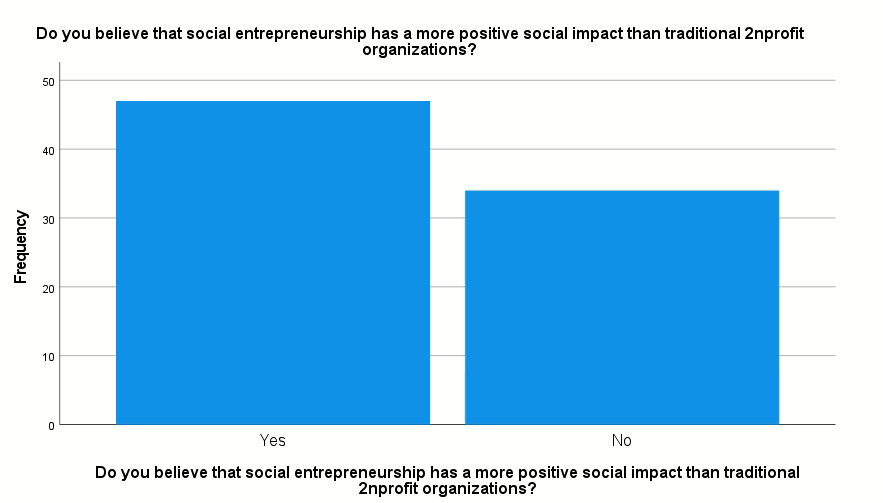 Do you believe that social entrepreneurship has a more positive social impact than traditional 2nprofit
organizations?
50
40
30
20
10
0
Frequency
Yes No
Do you believe that social entrepreneurship has a more positive social impact than traditional
2nprofit organizations?